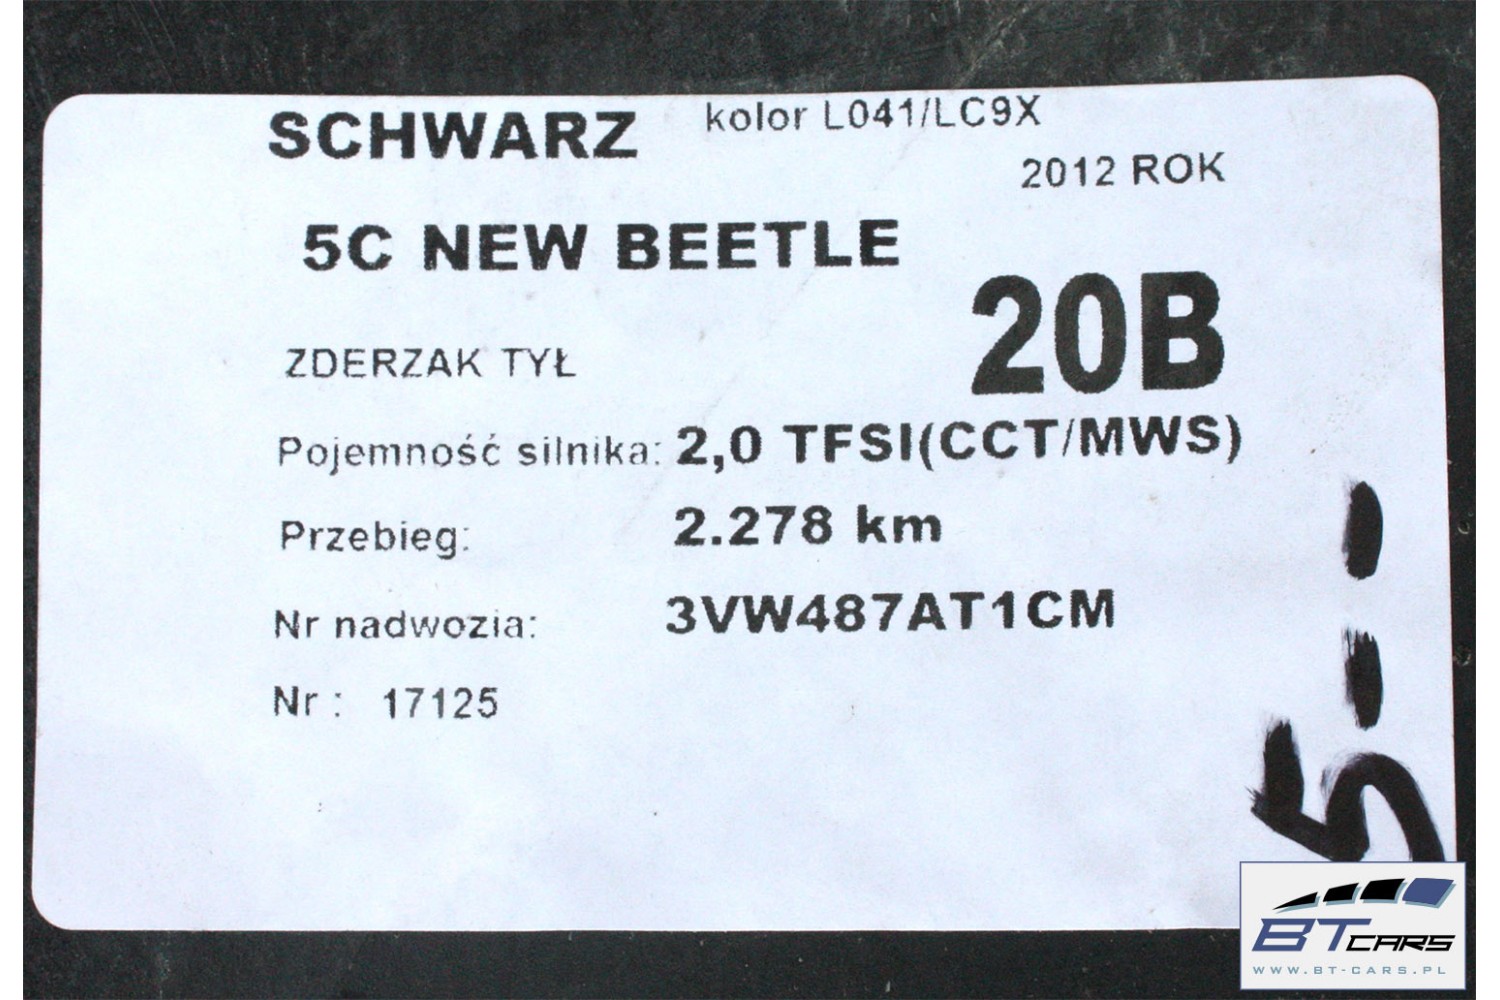 SCHWARZ kolor L041/LC9X
2012 ROK
5C NEW BEETLE
20B
ZDERZAK TYŁ
Pojemność silnika: 2,0 TFSI(CCT/MWS)
Przebieg: 2.278 km
Nr nadwozia: 3VW487AT1CM
Nr : 17125
BT CARS
WWW.BT-CARS.PL